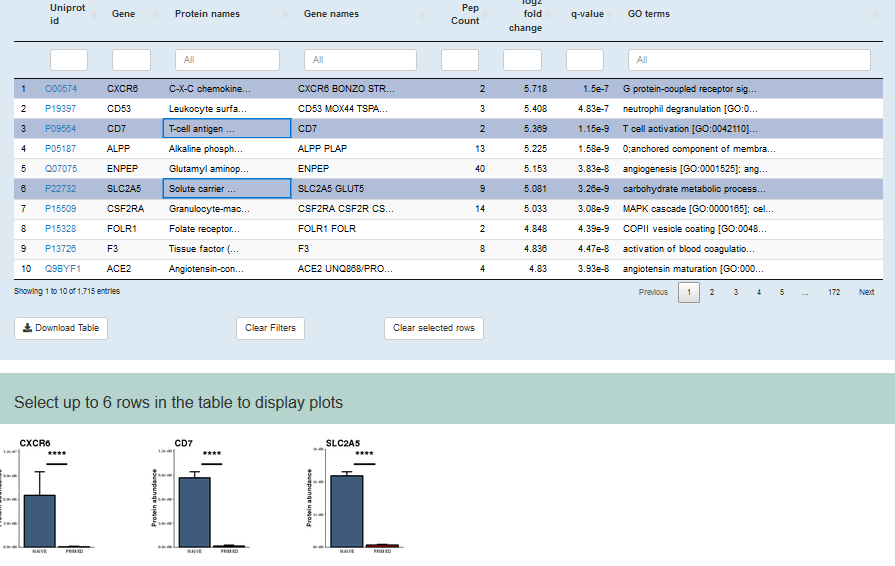 Uniprot id Gene Protein names Gene names Pep Count log2 fold change q-value GO terms
All All All
1 O00574 CXCR6 C-X-C chemokine... CXCR6 BONZO STR... 2 5.718 1.5e-7 G protein-coupled receptor sig...
2 P19397 CD53 Leukocyte surfa... CD53 MOX44 TSPA... 3 5.408 4.83e-7 neutrophil degranulation [GO:0...
3 P09564 CD7 T-cell antigen ... CD7 2 5.369 1.15e-9 T cell activation [GO:0042110]...
4 P05187 ALPP Alkaline phosph... ALPP PLAP 13 5.225 1.58e-9 0;anchored component of membra...
5 Q07075 ENPEP Glutamyl aminop... ENPEP 40 5.153 3.83e-8 angiogenesis [GO:0001525]; ang...
6 P22732 SLC2A5 Solute carrier ... SLC2A5 GLUT5 9 5.081 3.26e-9 carbohydrate metabolic process...
7 P15509 CSF2RA Granulocyte-mac... CSF2RA CSF2R CS... 14 5.033 3.08e-9 MAPK cascade [GO:0000165]; cel...
8 P15328 FOLR1 Folate receptor... FOLR1 FOLR 2 4.848 4.39e-9 COPII vesicle coating [GO:0048...
9 P13726 F3 Tissue factor (... F3 8 4.836 4.47e-8 activation of blood coagulatio...
10 Q9BYF1 ACE2 Angiotensin-con... ACE2 UNQ868/PRO... 4 4.83 3.93e-8 angiotensin maturation [GO:000...
Showing 1 to 10 of 1,715 entries Previous 1 2 3 4 5 ... 172 Next
Download Table Clear Filters Clear selected rows
Select up to 6 rows in the table to display plots
CXCR6 CD7 SLC2A5
**** **** ****
Protein abundance Protein abundance
NAIVE PRIMED NAIVE PRIMED NAIVE PRIMED